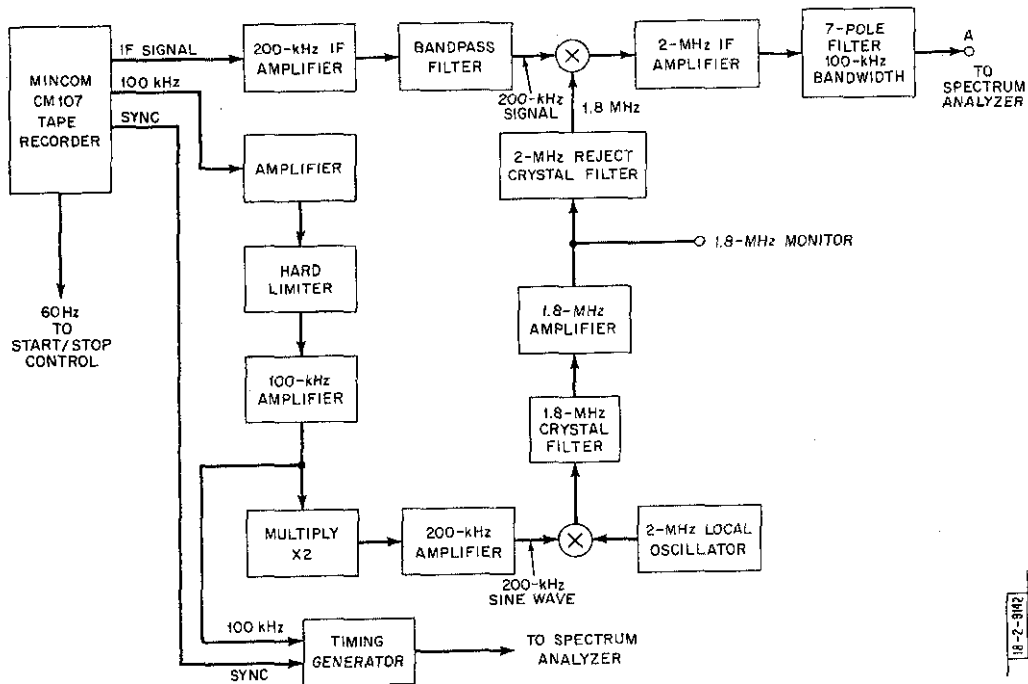 MINCOM
CM107
TAPE
RECORDER
IF SIGNAL
100 kHz
SYNC
200-kHz IF
AMPLIFIER
BANDPASS
FILTER
200-kHz
SIGNAL
1.8 MHz
2-MHz IF
AMPLIFIER
7-POLE
FILTER
100-kHz
BANDWIDTH
A
TO
SPECTRUM
ANALYZER
AMPLIFIER
2-MHz REJECT
CRYSTAL FILTER
1.8-MHz MONITOR
HARD
LIMITER
1.8-MHz
AMPLIFIER
60 Hz
TO
START/STOP
CONTROL
100-kHz
AMPLIFIER
1.8-MHz
CRYSTAL
FILTER
MULTIPLY
X2
200-kHz
AMPLIFIER
200-kHz
SINE WAVE
2-MHz LOCAL
OSCILLATOR
100 kHz
SYNC
TIMING
GENERATOR
TO SPECTRUM
ANALYZER
18-2-9142